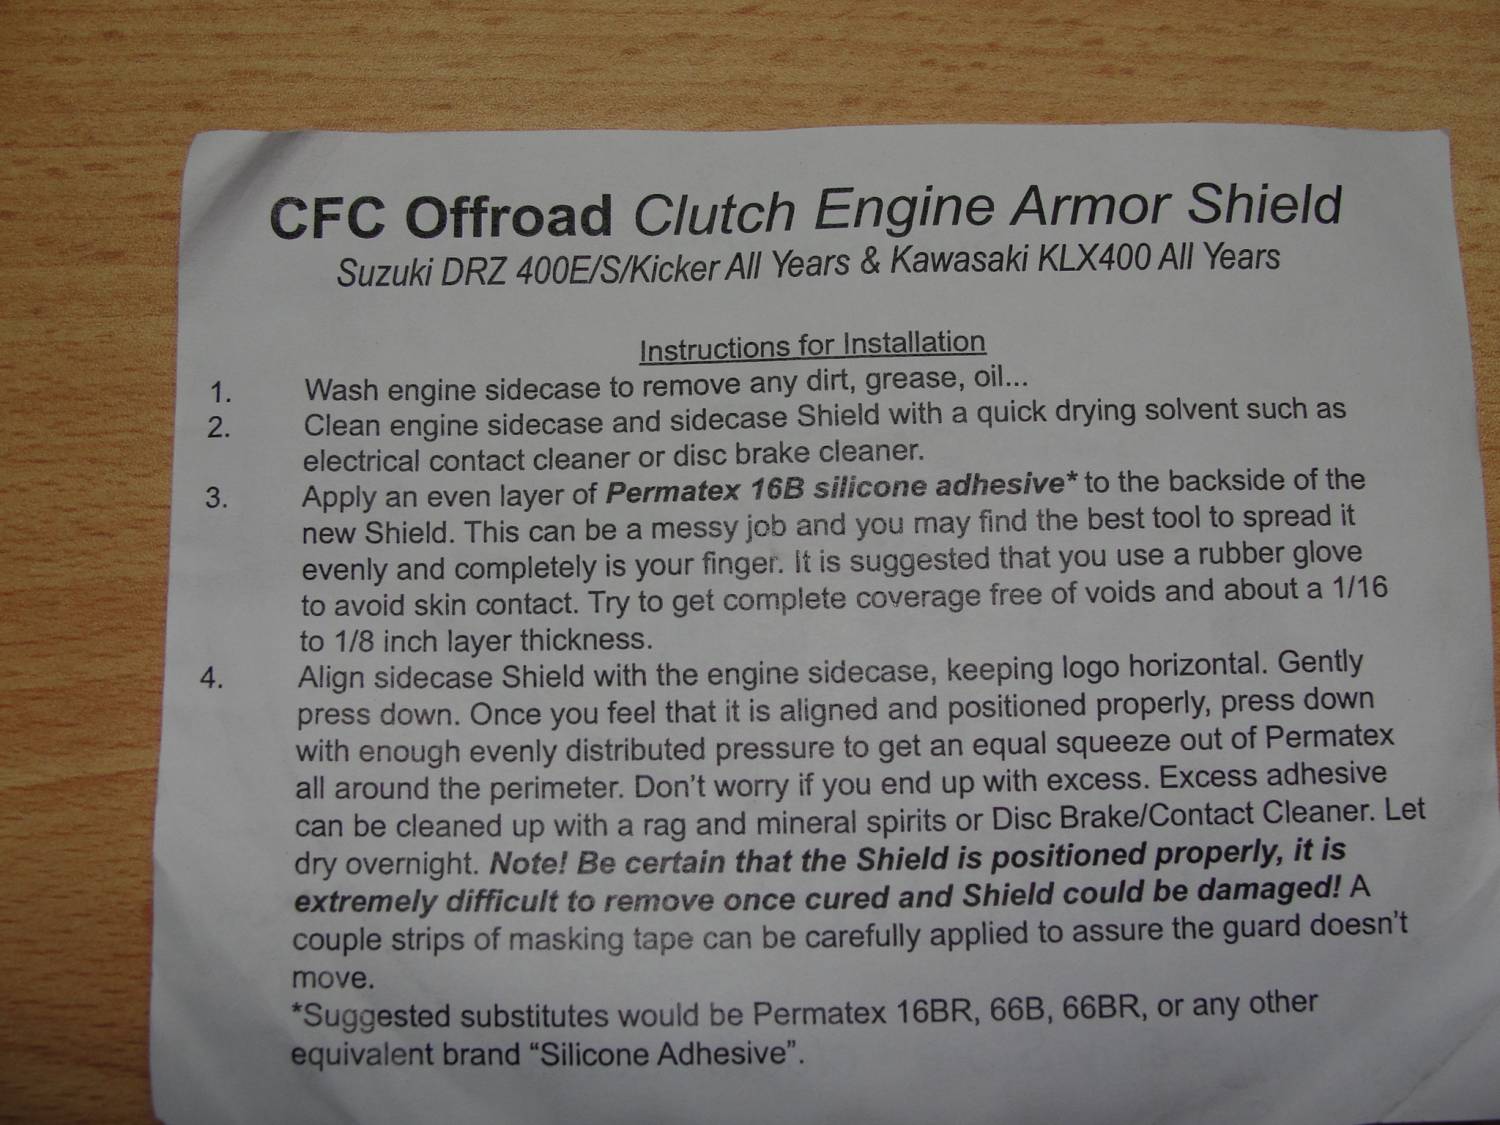 CFC Offroad Clutch Engine Armor Shield
Suzuki DRZ 400E/S/Kicker All Years & Kawasaki KLX400 All Years
Instructions for Installation
1. Wash engine sidecase to remove any dirt, grease, oil...
2. Clean engine sidecase and sidecase Shield with a quick drying solvent such as
electrical contact cleaner or disc brake cleaner.
3. Apply an even layer of Permatex 16B silicone adhesive* to the backside of the
new Shield. This can be a messy job and you may find the best tool to spread it
evenly and completely is your finger. It is suggested that you use a rubber glove
to avoid skin contact. Try to get complete coverage free of voids and about a 1/16
to 1/8 inch layer thickness.
4. Align sidecase Shield with the engine sidecase, keeping logo horizontal. Gently
press down. Once you feel that it is aligned and positioned properly, press down
with enough evenly distributed pressure to get an equal squeeze out of Permatex
all around the perimeter. Don't worry if you end up with excess. Excess adhesive
can be cleaned up with a rag and mineral spirits or Disc Brake/Contact Cleaner. Let
dry overnight. Note! Be certain that the Shield is positioned properly, it is
extremely difficult to remove once cured and Shield could be damaged! A
couple strips of masking tape can be carefully applied to assure the guard doesn't
move.
*Suggested substitutes would be Permatex 16BR, 66B, 66BR, or any other
equivalent brand “Silicone Adhesive”.